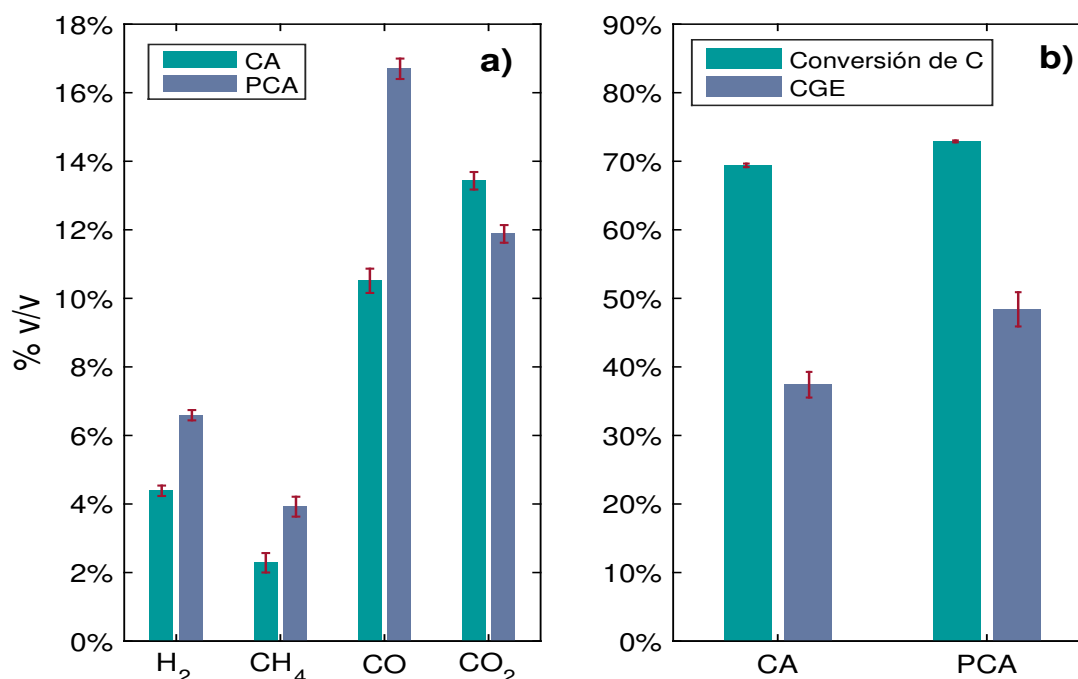 18%
16%
14%
12%
10%
8%
6%
4%
2%
0%
% v/v
CA
PCA
a)
H₂
CH₄
CO
CO₂
90%
80%
70%
60%
50%
40%
30%
20%
10%
0%
Conversión de C
CGE
b)
CA
PCA